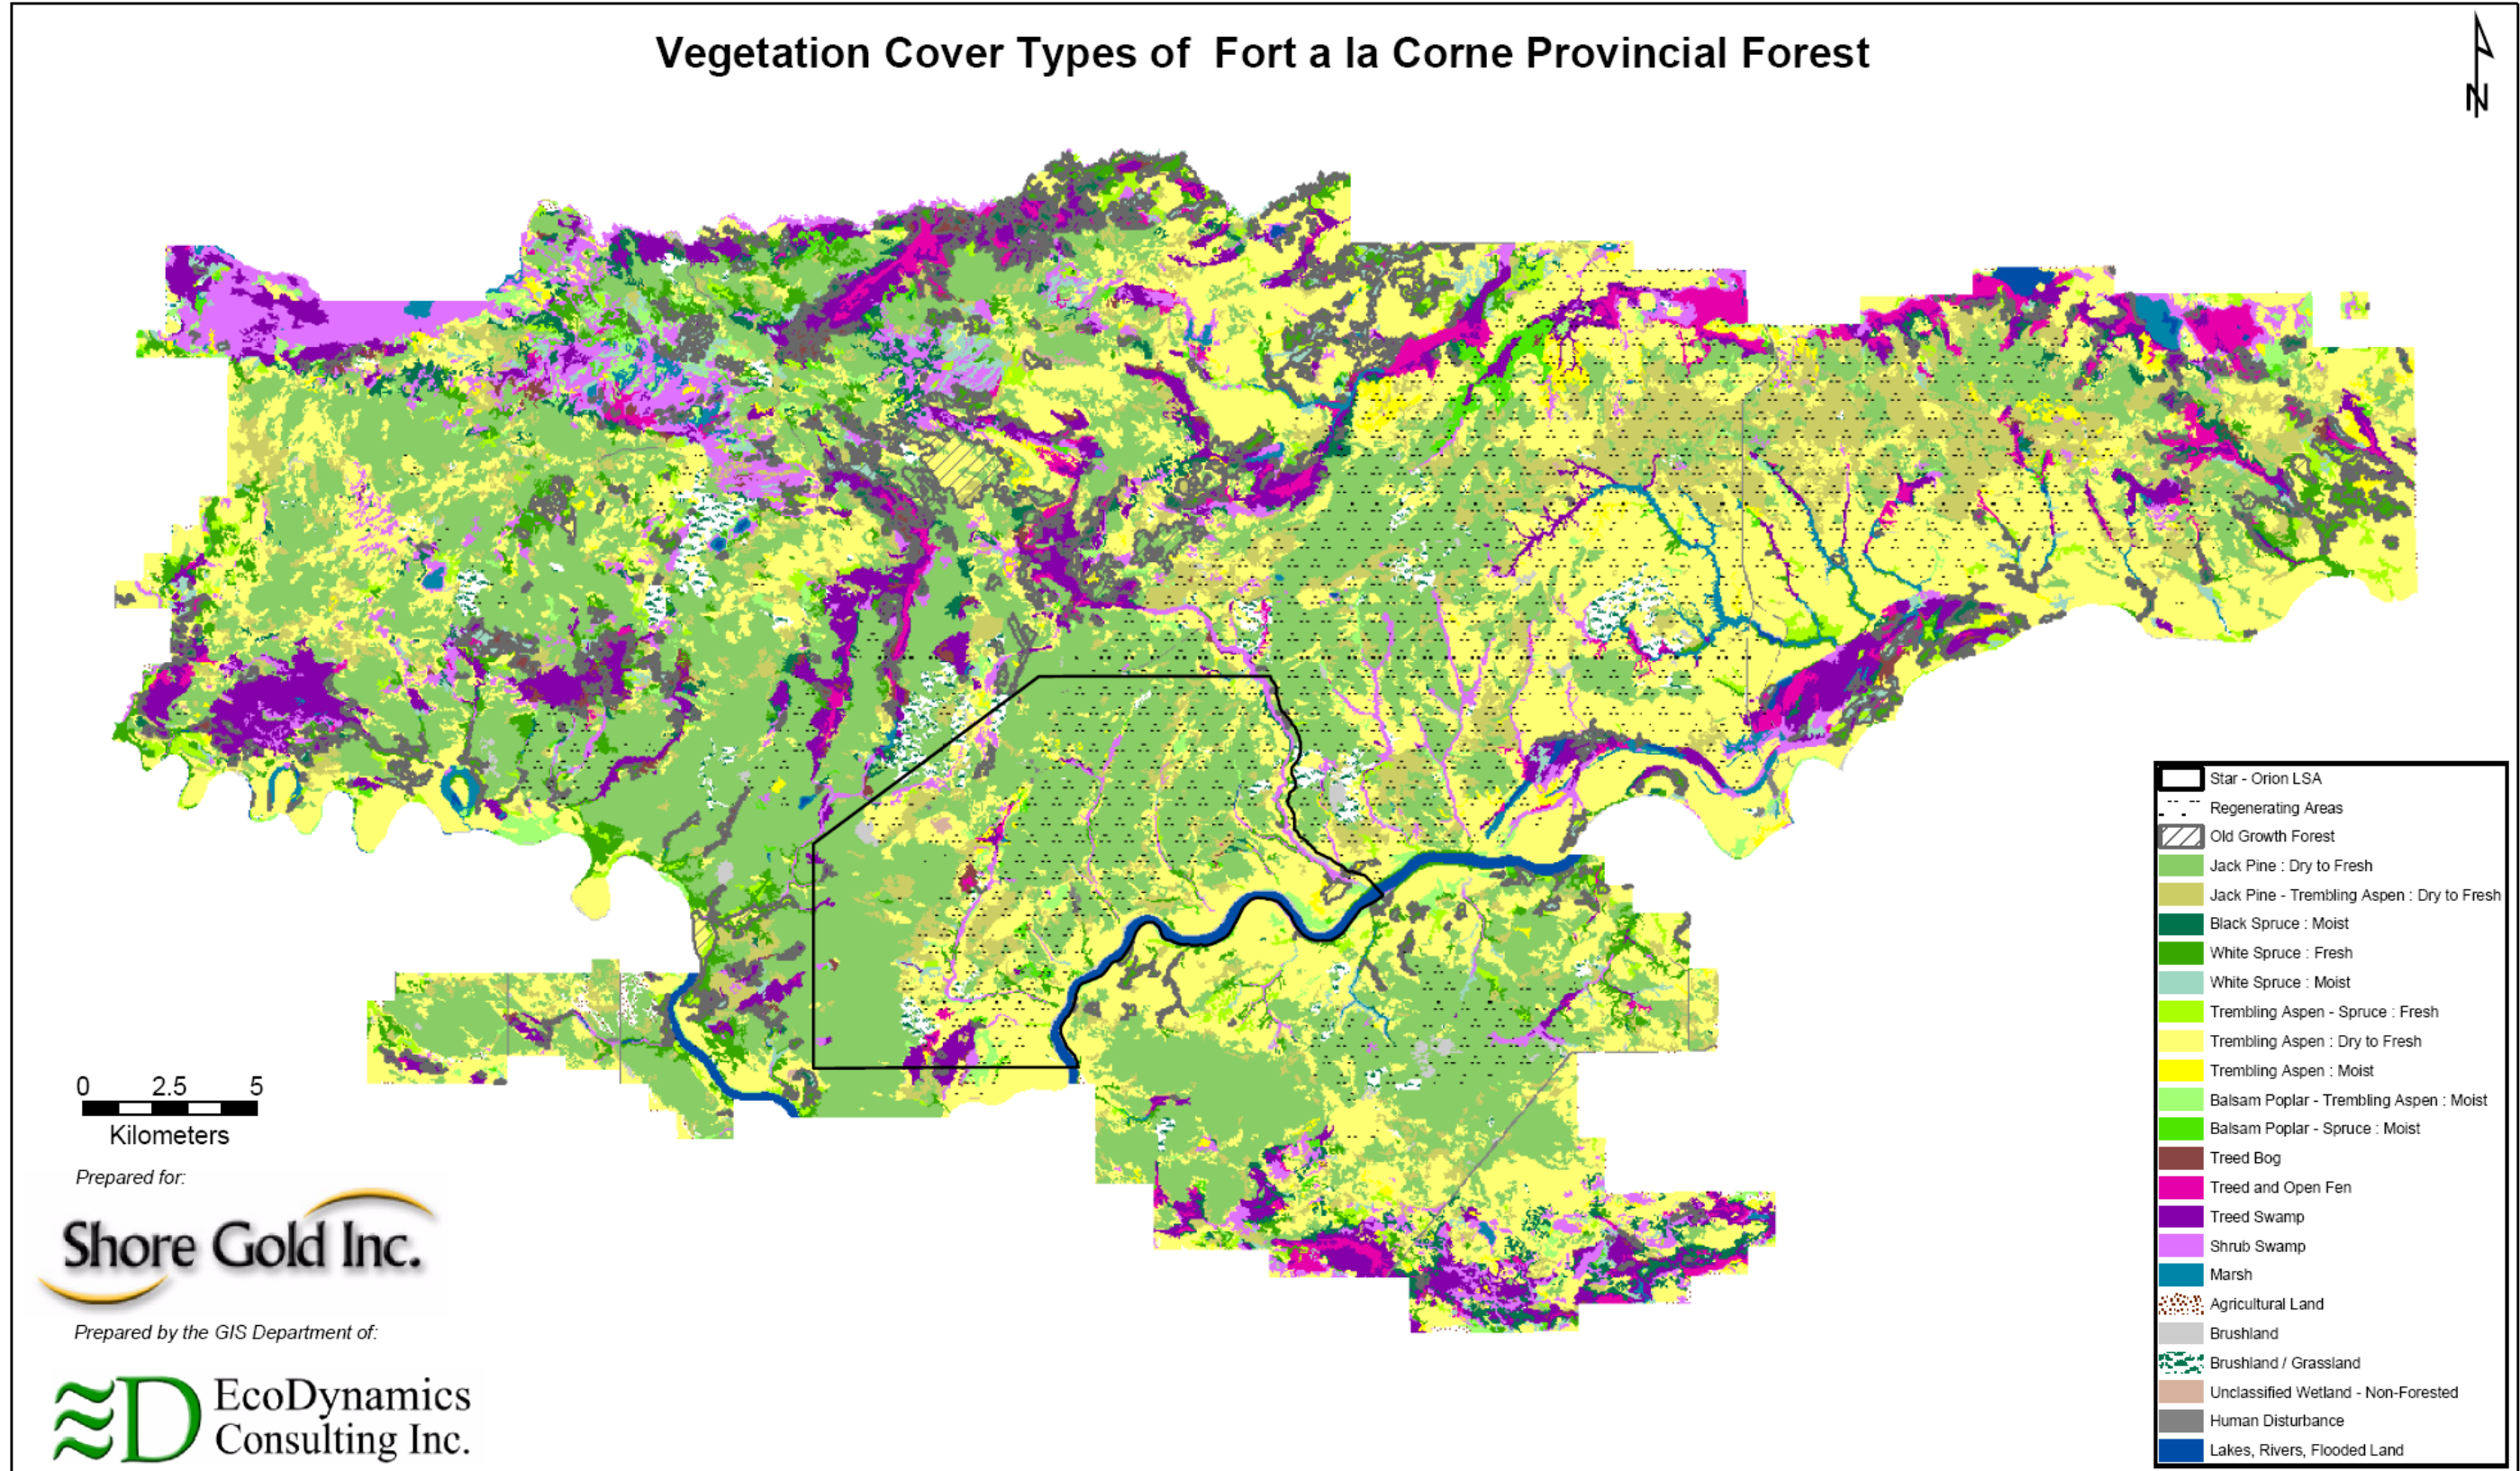 Vegetation Cover Types of Fort a la Corne Provincial Forest
N
Star - Orion LSA
Regenerating Areas
Old Growth Forest
Jack Pine : Dry to Fresh
Jack Pine - Trembling Aspen : Dry to Fresh
Black Spruce : Moist
White Spruce : Fresh
White Spruce : Moist
Trembling Aspen - Spruce : Fresh
Trembling Aspen : Dry to Fresh
Trembling Aspen : Moist
Balsam Poplar - Trembling Aspen : Moist
Balsam Poplar - Spruce : Moist
Treed Bog
Treed and Open Fen
Treed Swamp
Shrub Swamp
Marsh
Agricultural Land
Brushland
Brushland / Grassland
Unclassified Wetland - Non-Forested
Human Disturbance
Lakes, Rivers, Flooded Land
0 2.5 5
Kilometers
Prepared for:
Shore Gold Inc.
Prepared by the GIS Department of:
EcoDynamics
Consulting Inc.